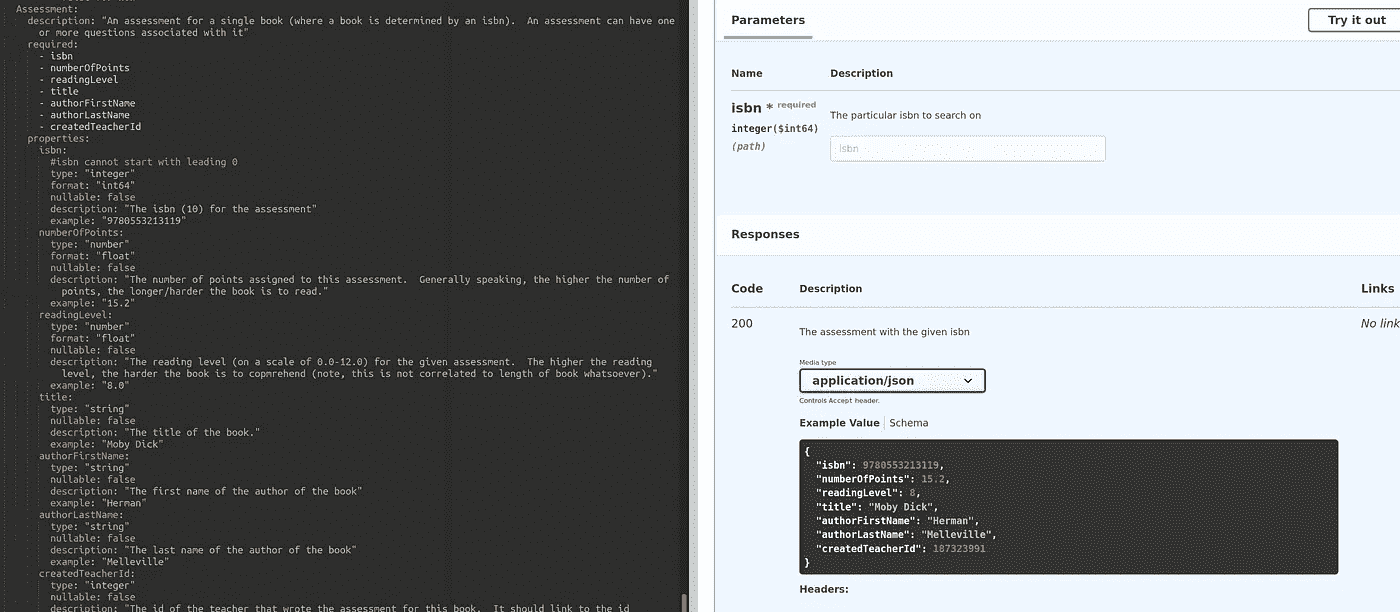 Assessment:
description: "An assessment for a single book (where a book is determined by an isbn).  An assessment can have one
or more questions associated with it"
required:
- isbn
- numberOfPoints
- readingLevel
- title
- authorFirstName
- authorLastName
- createdTeacherId
properties:
isbn:
#isbn cannot start with leading 0
type: "integer"
format: "int64"
nullable: false
description: "The isbn (10) for the assessment"
example: "9780553213119"
numberOfPoints:
type: "number"
format: "float"
nullable: false
description: "The number of points assigned to this assessment.  Generally speaking, the higher the number of
points, the longer/harder the book is to read."
example: "15.2"
readingLevel:
type: "number"
format: "float"
nullable: false
description: "The reading level (on a scale of 0.0-12.0) for the given assessment.  The higher the reading
level, the harder the book is to copmrehend (note, this is not correlated to length of book whatsoever)."
example: "8.0"
title:
type: "string"
nullable: false
description: "The title of the book."
example: "Moby Dick"
authorFirstName:
type: "string"
nullable: false
description: "The first name of the author of the book"
example: "Herman"
authorLastName:
type: "string"
nullable: false
description: "The last name of the author of the book"
example: "Melleville"
createdTeacherId:
type: "integer"
nullable: false
description: "The id of the teacher that wrote the assessment for this book.  It should link to the id
Parameters
Try it out
Name Description
isbn * required
The particular isbn to search on
integer($int64)
(path)
isbn
Responses
Code Description Links
200
The assessment with the given isbn
No link
Media type
application/json
Controls Accept header.
Example Value Schema
{
"isbn": 9780553213119,
"numberOfPoints": 15.2,
"readingLevel": 8,
"title": "Moby Dick",
"authorFirstName": "Herman",
"authorLastName": "Melleville",
"createdTeacherId": 187323991
}
Headers: